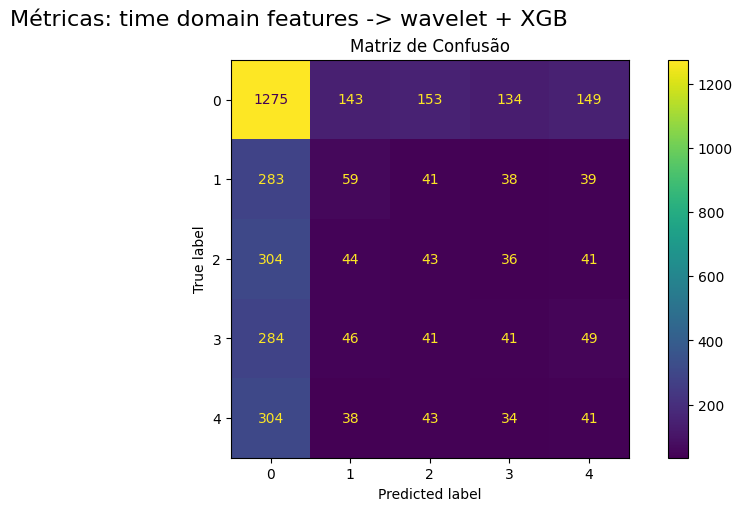 Métricas: time domain features -> wavelet + XGB
Matriz de Confusão
0 1275 143 153 134 149
1 283 59 41 38 39
2 304 44 43 36 41
3 284 46 41 41 49
4 304 38 43 34 41
0 1 2 3 4
Predicted label
True label
1200
1000
800
600
400
200